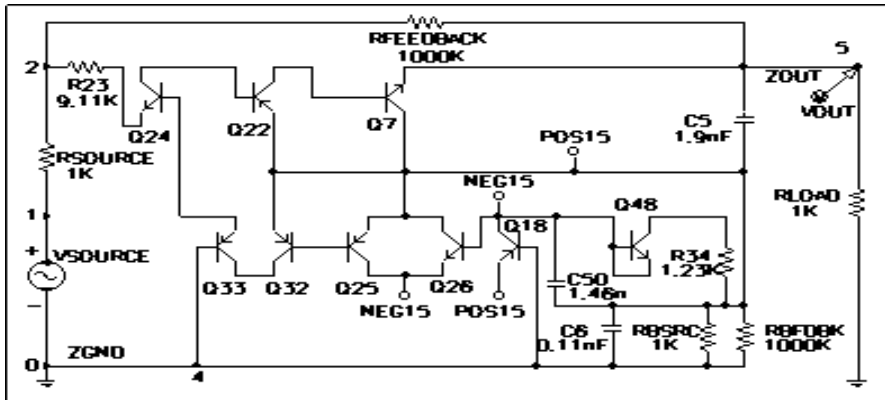 RFEEDBACK
1000K
5
2
R23
9.11K
ZOUT
VOUT
Q24
Q22
Q7
C5
1.9nF
POS15
RSOURCE
1K
NEG15
RLOAD
1K
1
Q48
Q18
+
VSOURCE
R34
1.23K
C50
1.46n
Q33
Q32
Q25
Q26
NEG15
POS15
−
C6
0.11nF
RBSRC
1K
RBFDBK
1000K
ZGND
0
4